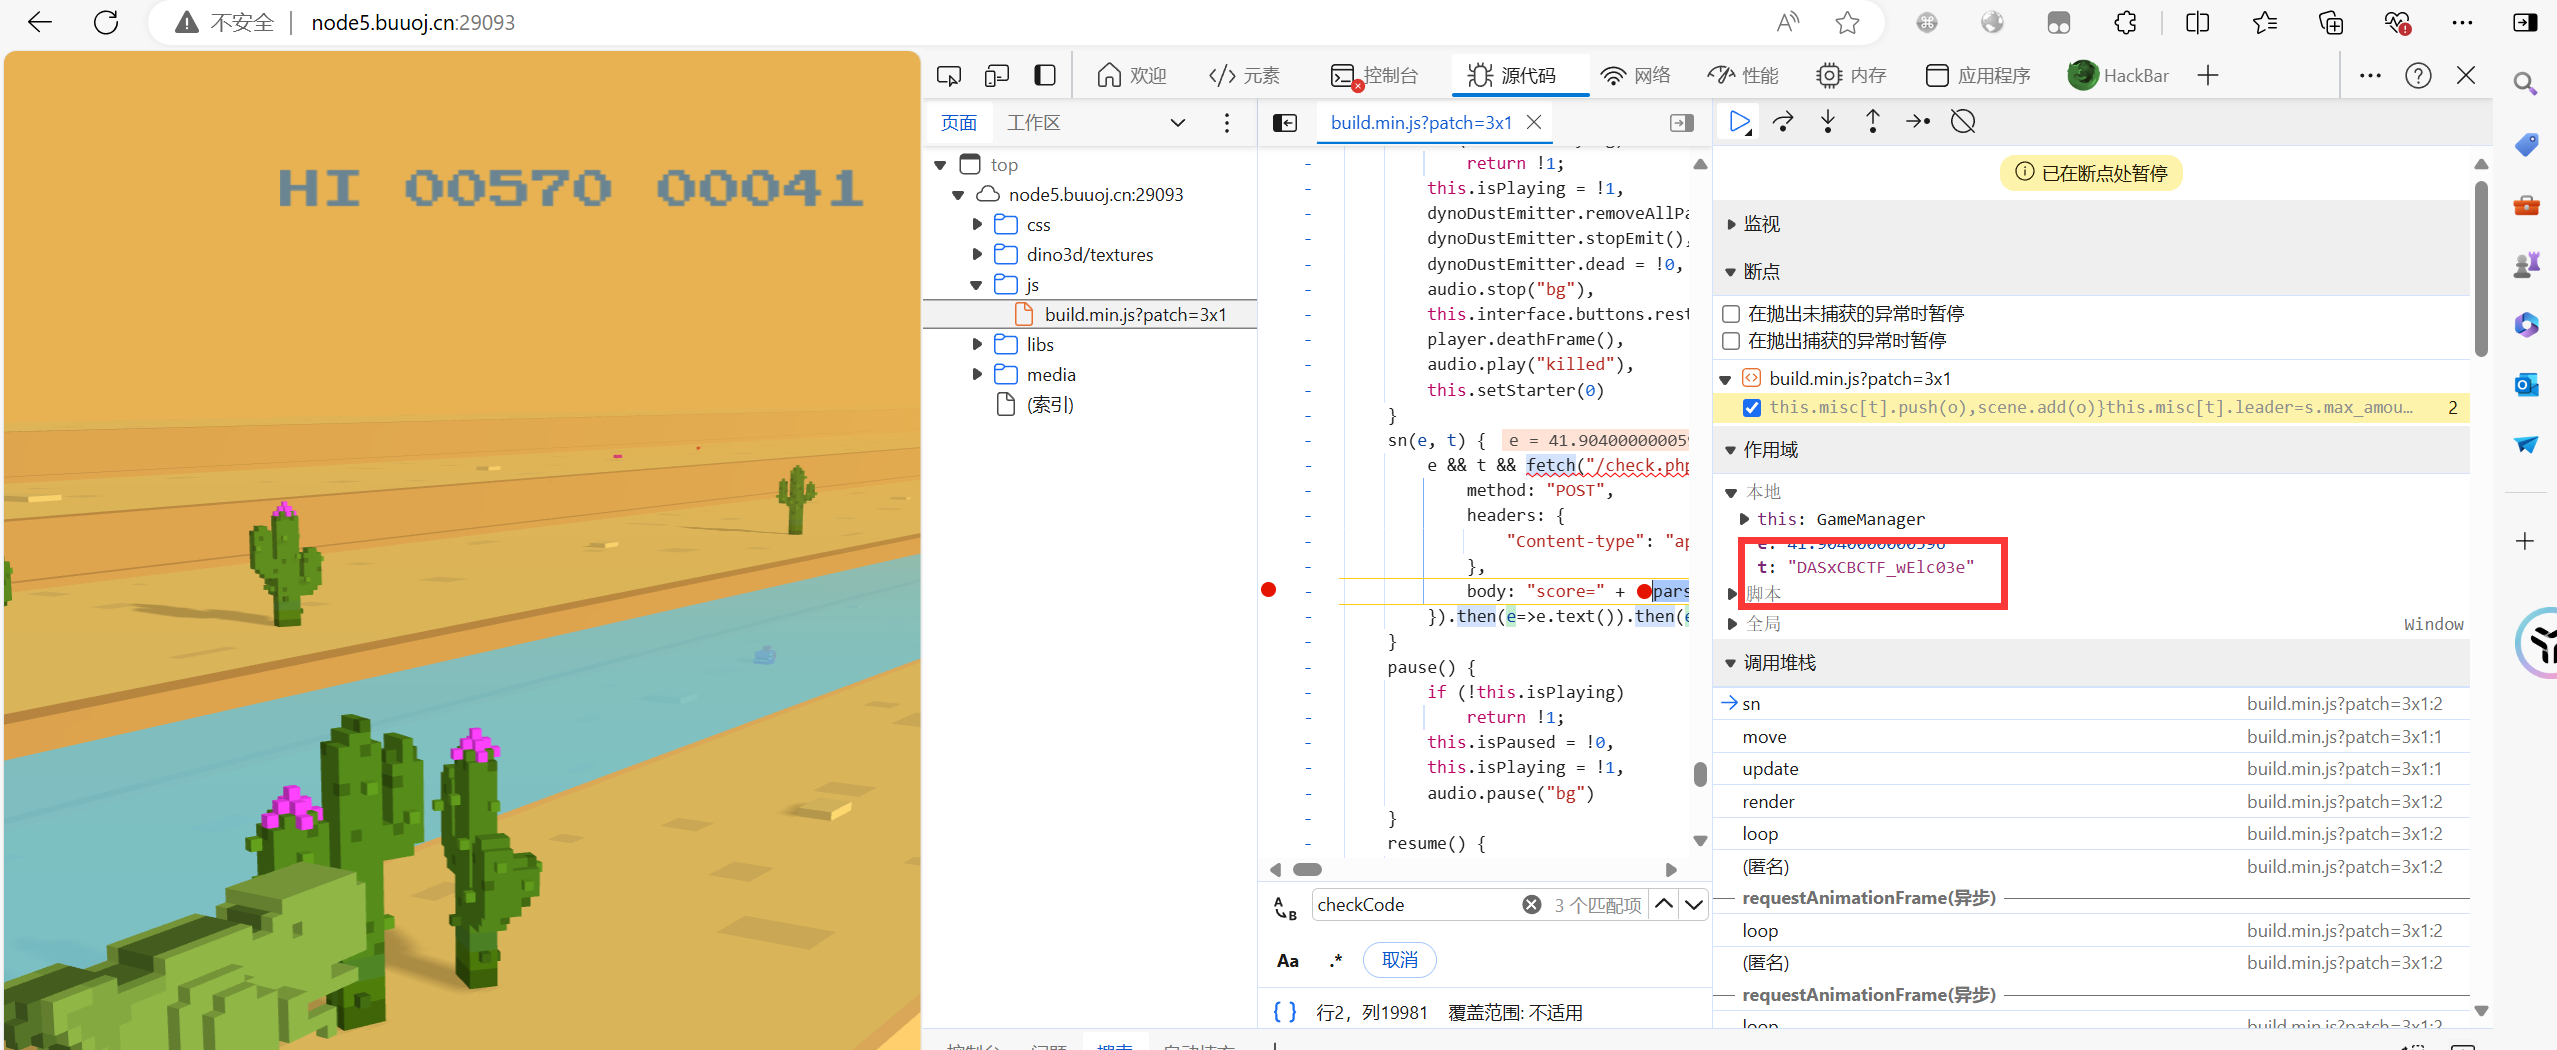 不安全 node5.buuoj.cn:29093
HI 00570 00041
欢迎 元素 控制台 源代码 网络 性能 内存 应用程序 HackBar
页面 工作区
top
node5.buuoj.cn:29093
css
dino3d/textures
js
build.min.js?patch=3x1
libs
media
(索引)
build.min.js?patch=3x1
return !1;
this.isPlaying = !1,
dynoDustEmitter.removeAllPa
dynoDustEmitter.stopEmit(),
dynoDustEmitter.dead = !0,
audio.stop("bg"),
this.interface.buttons.rest
player.deathFrame(),
audio.play("killed"),
this.setStarter(0)
}
sn(e, t) { e = 41.9040000005
e && t && fetch("/check.php
method: "POST",
headers: {
"Content-type": "ap
},
body: "score=" + pars
}).then(e=>e.text()).then(e
}
pause() {
if (!this.isPlaying)
return !1;
this.isPaused = !0,
this.isPlaying = !1,
audio.pause("bg")
}
resume() {
checkCode 3 个匹配项
Aa .* 取消
{ } 行2, 列19981 覆盖范围: 不适用
已在断点处暂停
监视
断点
在抛出未捕获的异常时暂停
在抛出捕获的异常时暂停
build.min.js?patch=3x1
this.misc[t].push(o),scene.add(o)}this.misc[t].leader=s.max_amou… 2
作用域
本地
this: GameManager
t: "DASxCBCTF_wElc03e"
脚本
全局 Window
调用堆栈
sn build.min.js?patch=3x1:2
move build.min.js?patch=3x1:1
update build.min.js?patch=3x1:1
render build.min.js?patch=3x1:2
loop build.min.js?patch=3x1:2
(匿名) build.min.js?patch=3x1:2
requestAnimationFrame(异步)
loop build.min.js?patch=3x1:2
(匿名) build.min.js?patch=3x1:2
requestAnimationFrame(异步)
loop build.min.js?patch=3x1:2